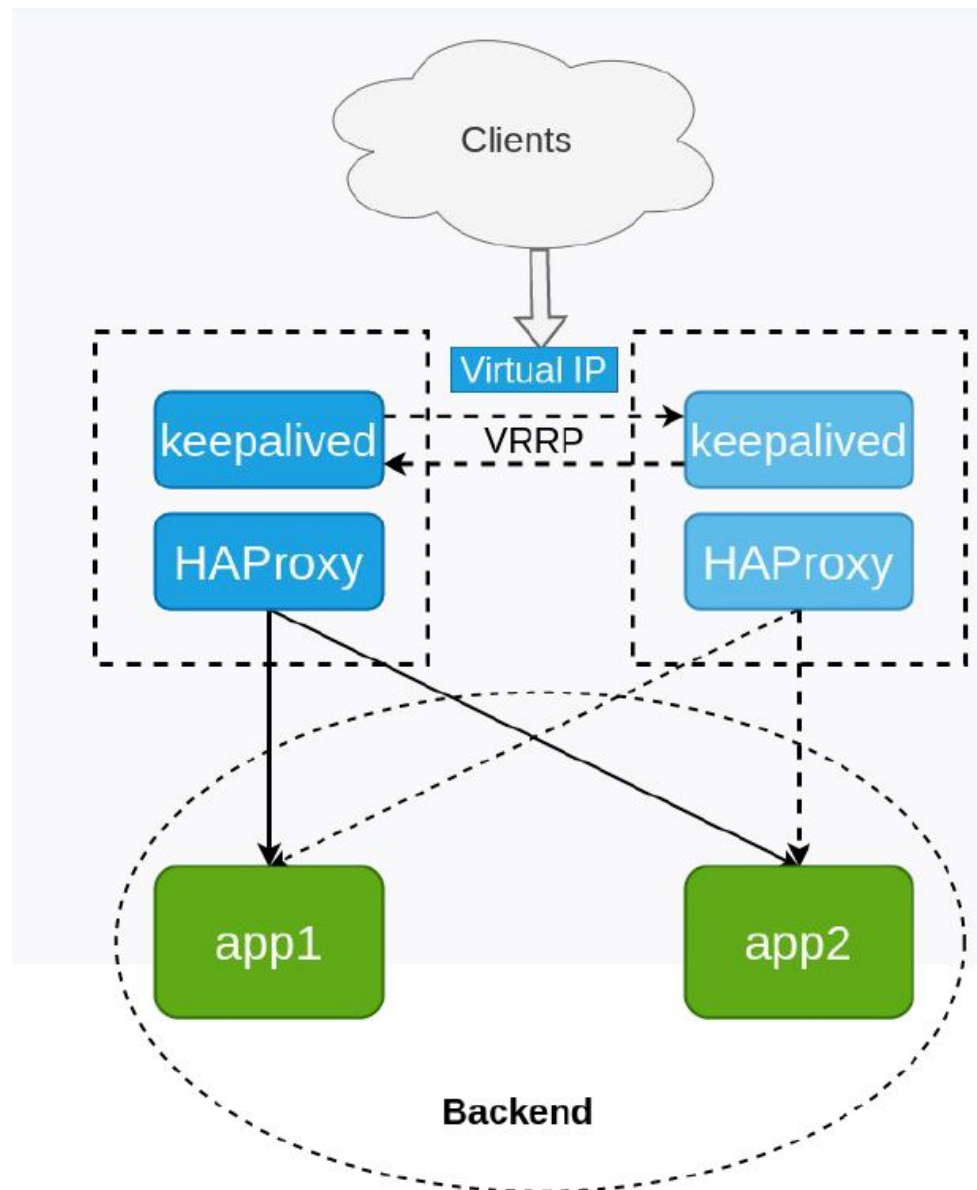 Clients
Virtual IP
keepalived
VRRP
keepalived
HAProxy
HAProxy
app1
app2
Backend